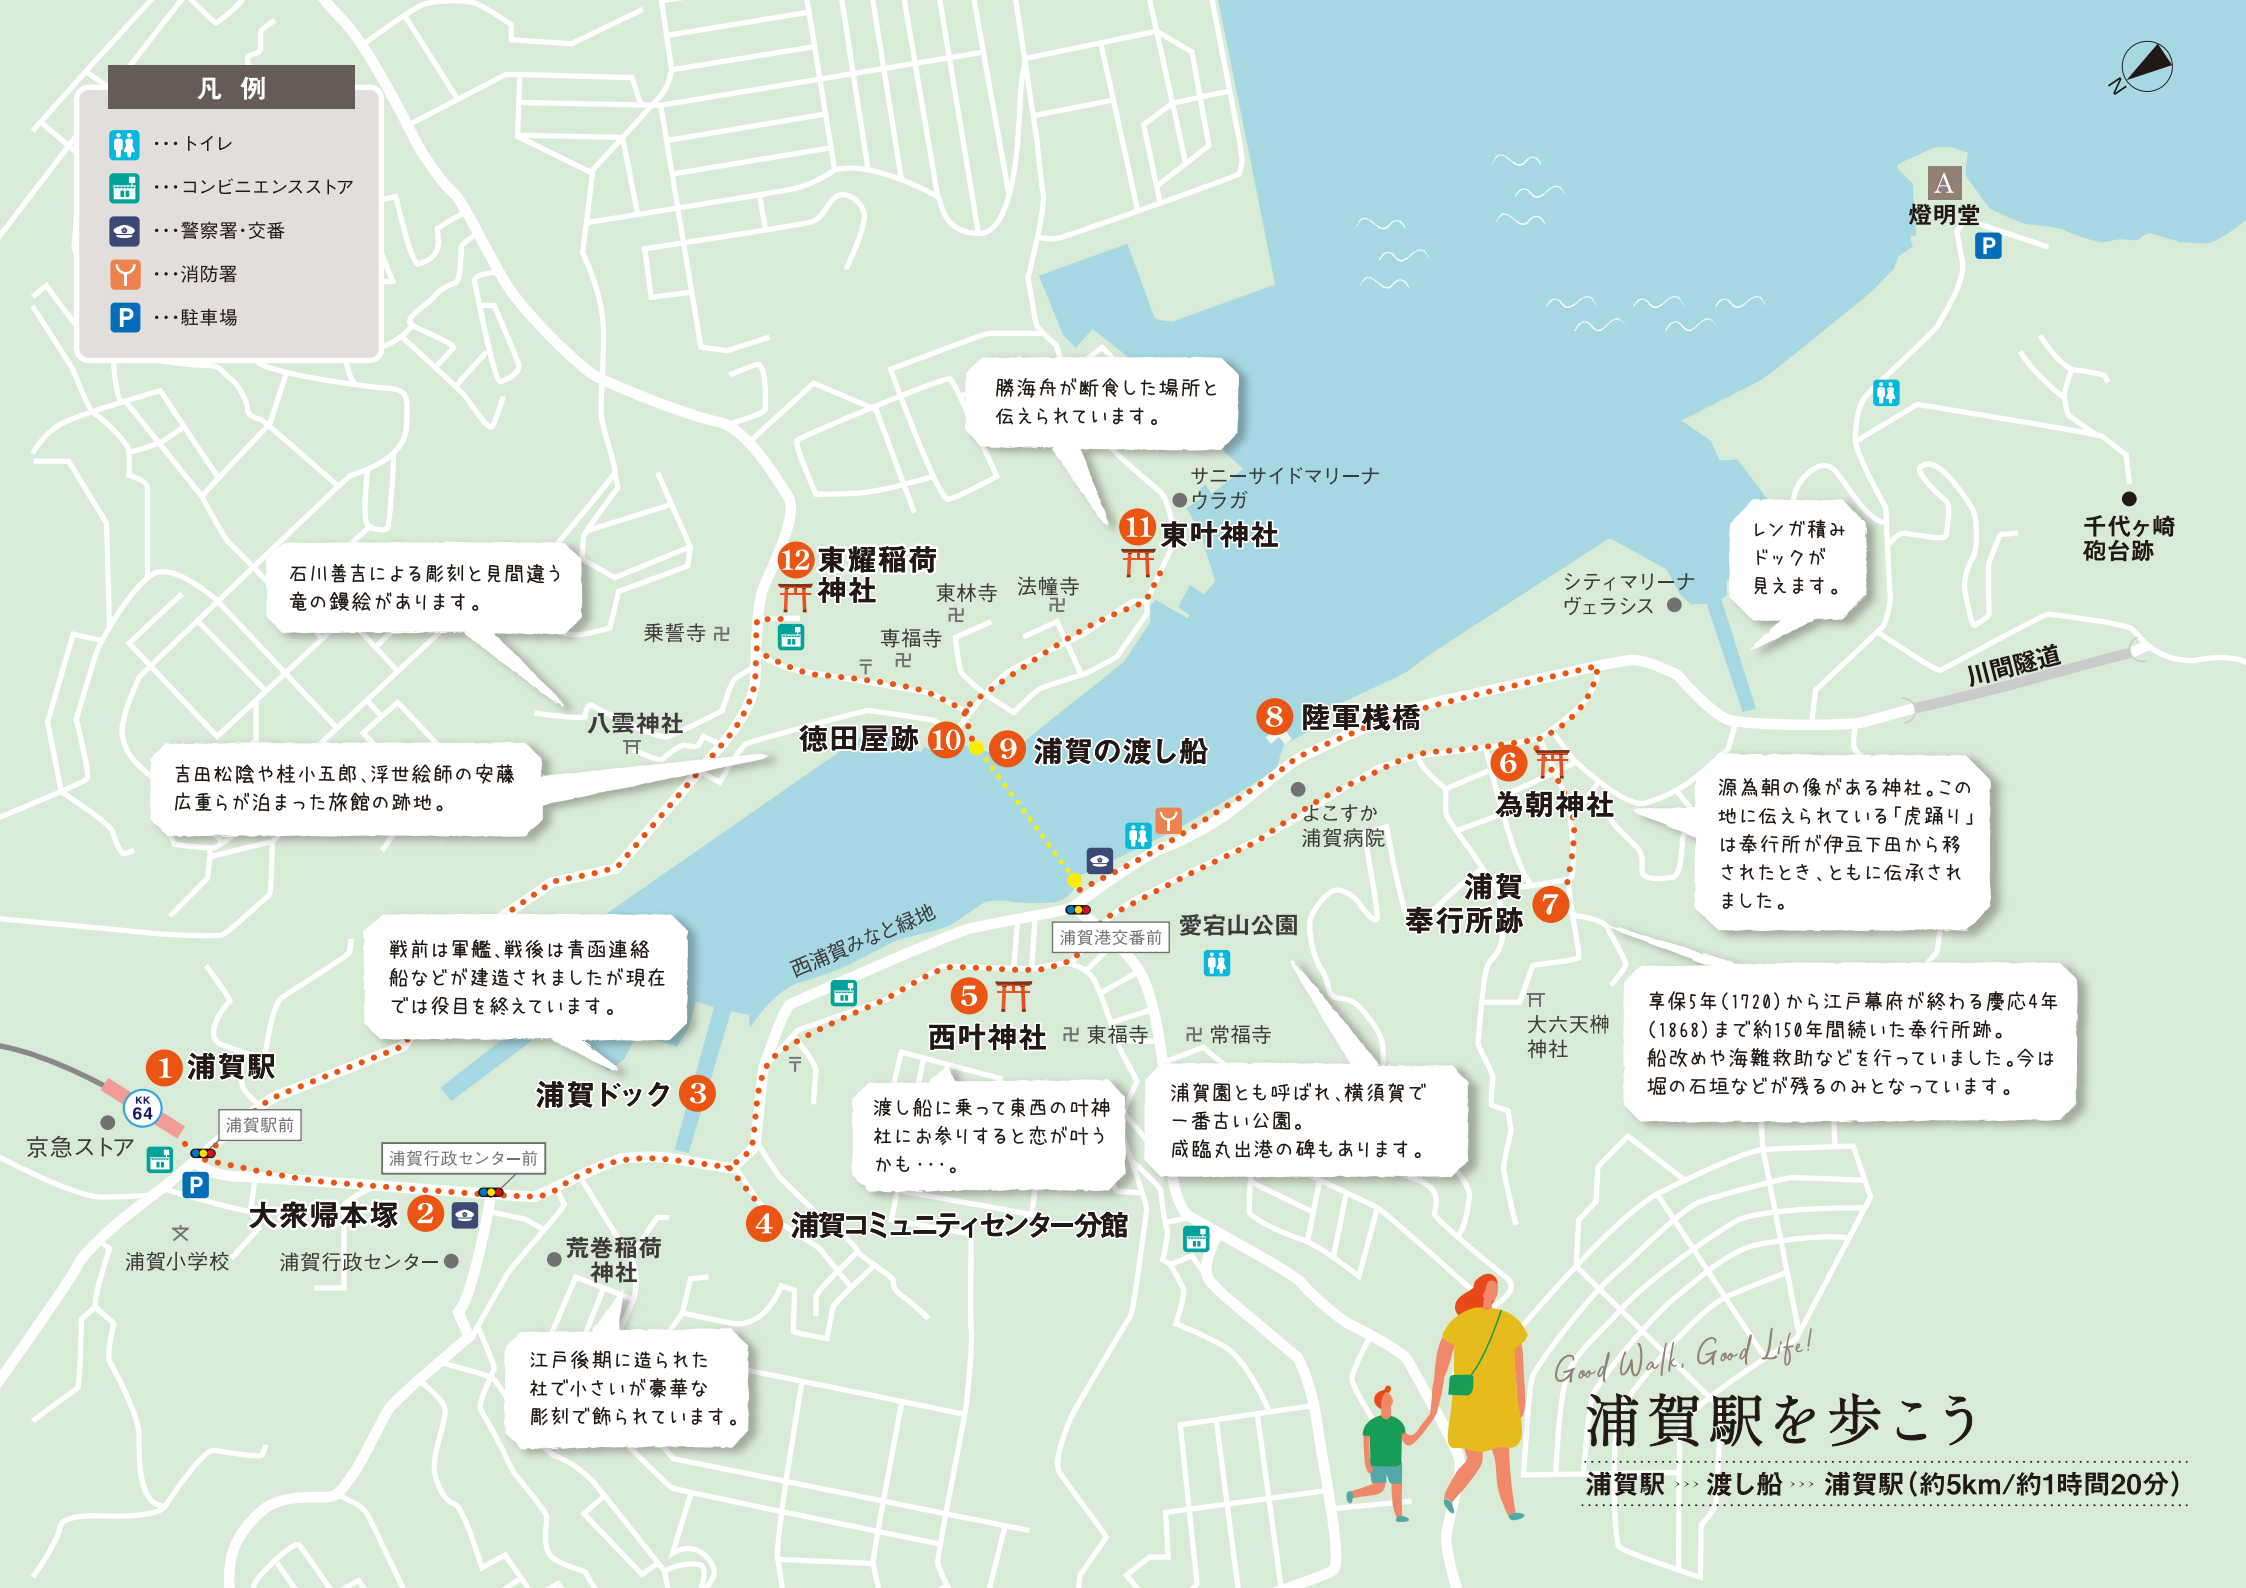 凡例
･･･トイレ
･･･コンビニエンスストア
･･･警察署・交番
･･･消防署
P ･･･駐車場
N
A
燈明堂
P
勝海舟が断食した場所と
伝えられています。
サニーサイドマリーナ
ウラガ
11 東叶神社
千代ヶ崎
砲台跡
レンガ積み
ドックが
見えます。
シティマリーナ
ヴェラシス
川間隧道
石川善吉による彫刻と見間違う
竜の鏝絵があります。
12 東耀稲荷
神社
東林寺
法幢寺
専福寺
乗誓寺
〒
八雲神社
徳田屋跡 10
9 浦賀の渡し船
8 陸軍桟橋
吉田松陰や桂小五郎、浮世絵師の安藤
広重らが泊まった旅館の跡地。
6
為朝神社
源為朝の像がある神社。この
地に伝えられている「虎踊り」
は奉行所が伊豆下田から移
されたとき、ともに伝承され
ました。
よこすか
浦賀病院
浦賀
奉行所跡 7
西浦賀みなと緑地
浦賀港交番前
愛宕山公園
戦前は軍艦、戦後は青函連絡
船などが建造されましたが現在
では役目を終えています。
5
西叶神社
東福寺
常福寺
大六天榊
神社
享保5年(1720)から江戸幕府が終わる慶応4年
(1868)まで約150年間続いた奉行所跡。
船改めや海難救助などを行っていました。今は
堀の石垣などが残るのみとなっています。
1 浦賀駅
KK
64
浦賀駅前
京急ストア
P
浦賀ドック 3
〒
渡し船に乗って東西の叶神
社にお参りすると恋が叶う
かも･･･。
浦賀園とも呼ばれ、横須賀で
一番古い公園。
咸臨丸出港の碑もあります。
浦賀行政センター前
大衆帰本塚 2
4 浦賀コミュニティセンター分館
文
浦賀小学校
浦賀行政センター
荒巻稲荷
神社
江戸後期に造られた
社で小さいが豪華な
彫刻で飾られています。
Good Walk, Good Life!
浦賀駅を歩こう
浦賀駅 ››› 渡し船 ››› 浦賀駅(約5km/約1時間20分)